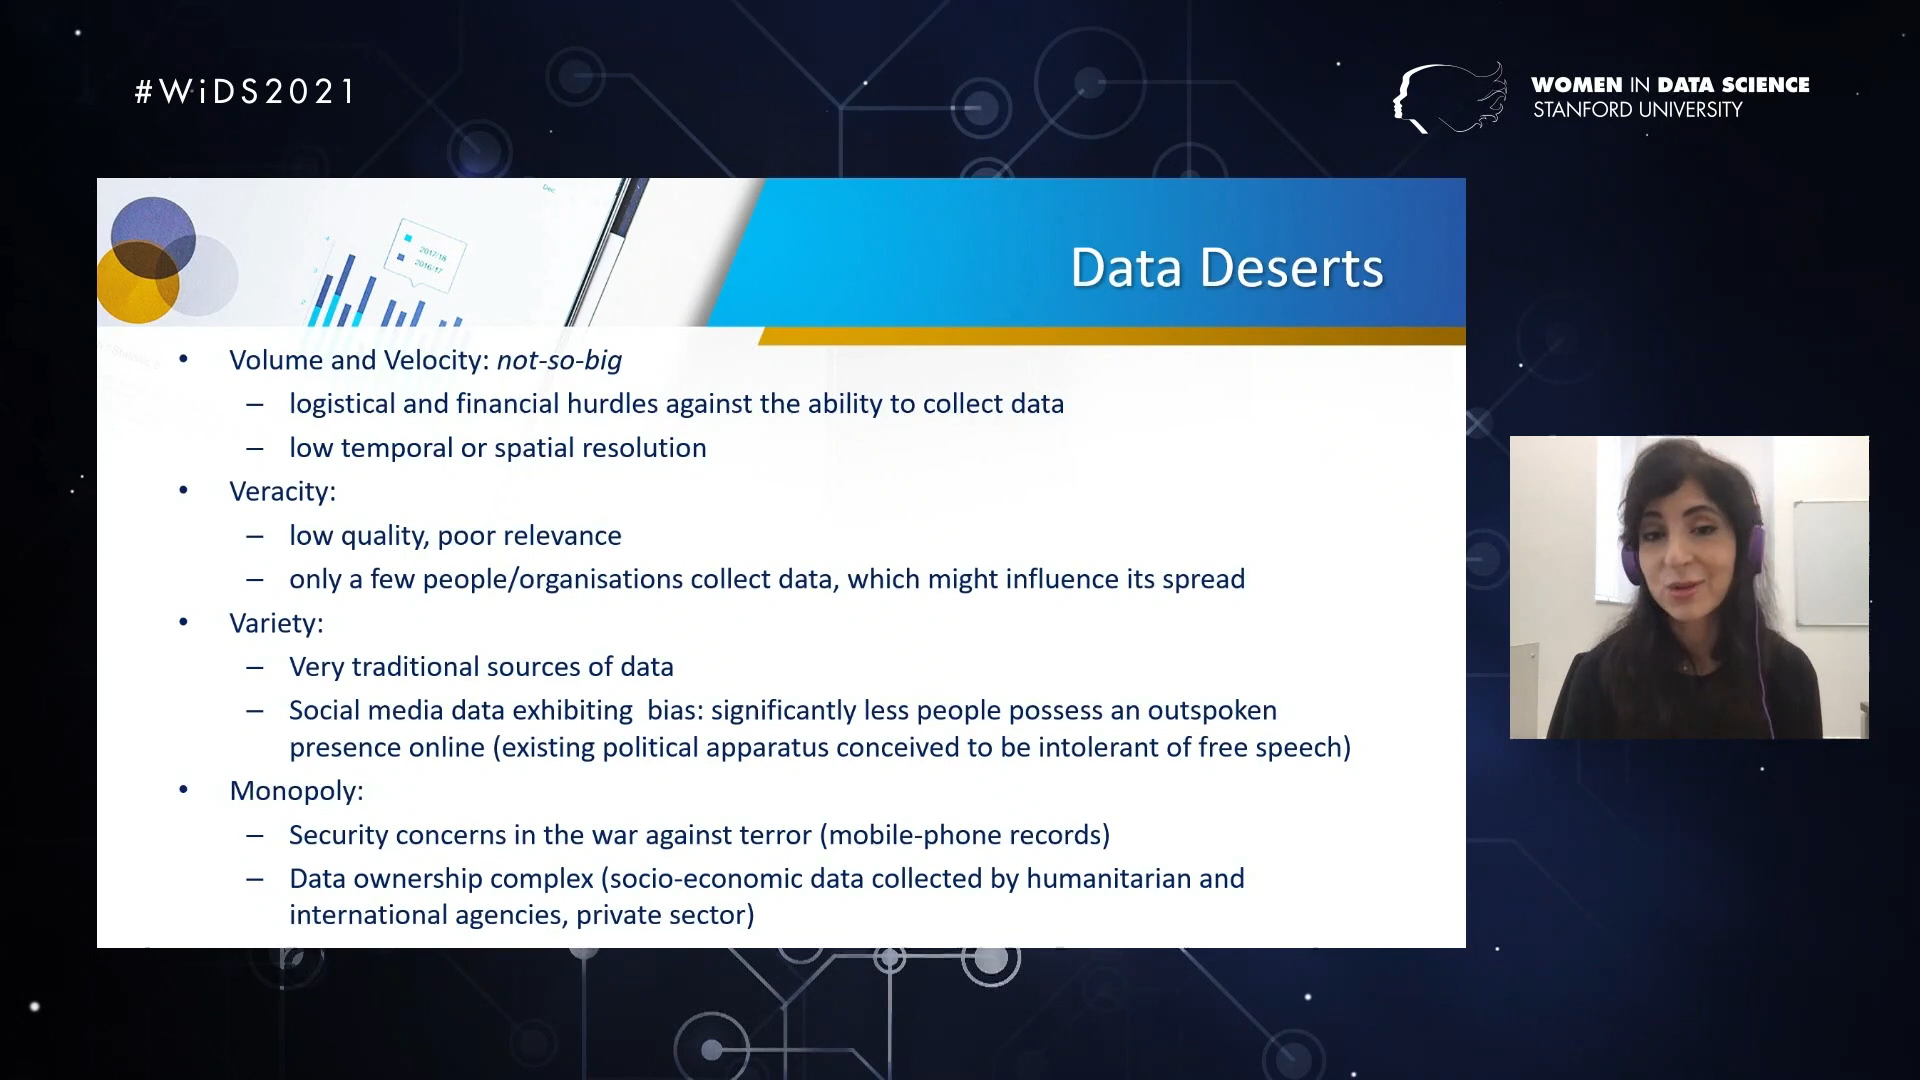 #WiDS2021
WOMEN IN DATA SCIENCE
STANFORD UNIVERSITY
Dec
2017/18
2016/17
Data Deserts
• Volume and Velocity: not-so-big
– logistical and financial hurdles against the ability to collect data
– low temporal or spatial resolution
• Veracity:
– low quality, poor relevance
– only a few people/organisations collect data, which might influence its spread
• Variety:
– Very traditional sources of data
– Social media data exhibiting  bias: significantly less people possess an outspoken
presence online (existing political apparatus conceived to be intolerant of free speech)
• Monopoly:
– Security concerns in the war against terror (mobile-phone records)
– Data ownership complex (socio-economic data collected by humanitarian and
international agencies, private sector)